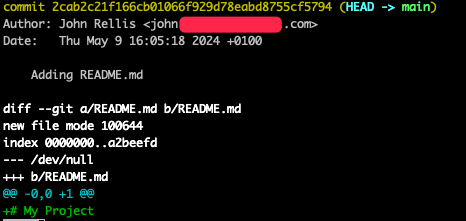 commit 2cab2c21f166cb01066f929d78eabd8755cf5794 (HEAD -> main)
Author: John Rellis <john .com>
Date:   Thu May 9 16:05:18 2024 +0100
Adding README.md
diff --git a/README.md b/README.md
new file mode 100644
index 0000000..a2beefd
--- /dev/null
+++ b/README.md
@@ -0,0 +1 @@
+# My Project